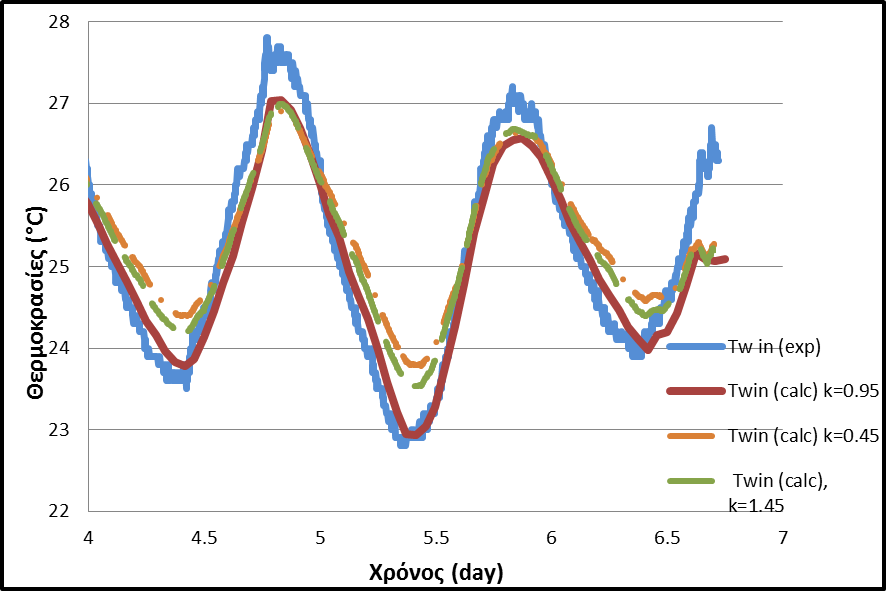 28
27
26
25
24
23
22
Θερμοκρασίες (°C)
4
4.5
5
5.5
6
6.5
7
Χρόνος (day)
Tw in (exp)
Twin (calc) k=0.95
Twin (calc) k=0.45
Twin (calc),
k=1.45